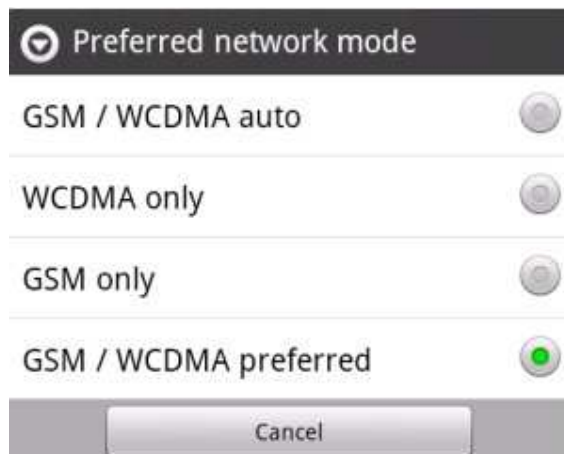 Preferred network mode
GSM / WCDMA auto
WCDMA only
GSM only
GSM / WCDMA preferred
Cancel